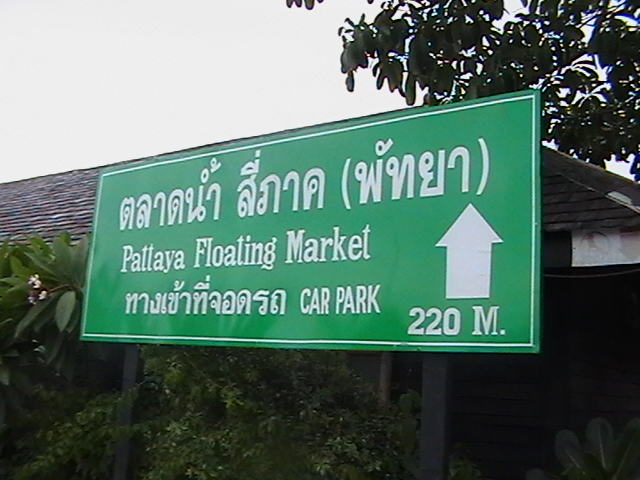 ตลาดน้ำ สี่ภาค (พัทยา)
Pattaya Floating Market
ทางเข้าที่จอดรถ CAR PARK
220 M.